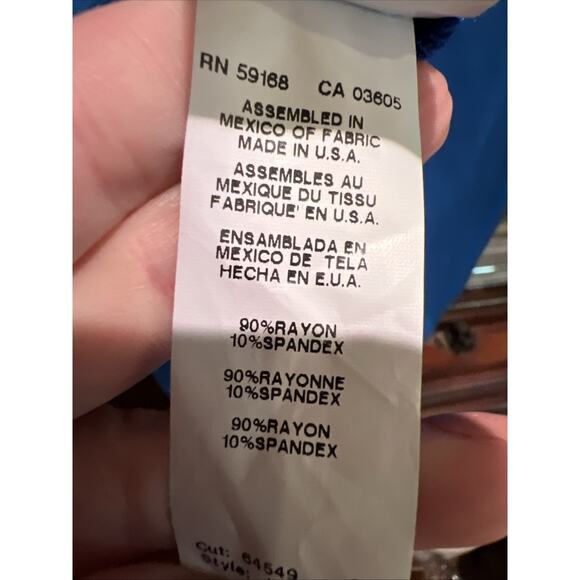 RN 59168 CA 03605
ASSEMBLED IN
MEXICO OF FABRIC
MADE IN U.S.A.
ASSEMBLES AU
MEXIQUE DU TISSU
FABRIQUE' EN U.S.A.
ENSAMBLADA EN
MEXICO DE TELA
HECHA EN E.U.A.
90%RAYON
10%SPANDEX
90%RAYONNE
10%SPANDEX
90%RAYON
10%SPANDEX
Cut: 64549
Style: